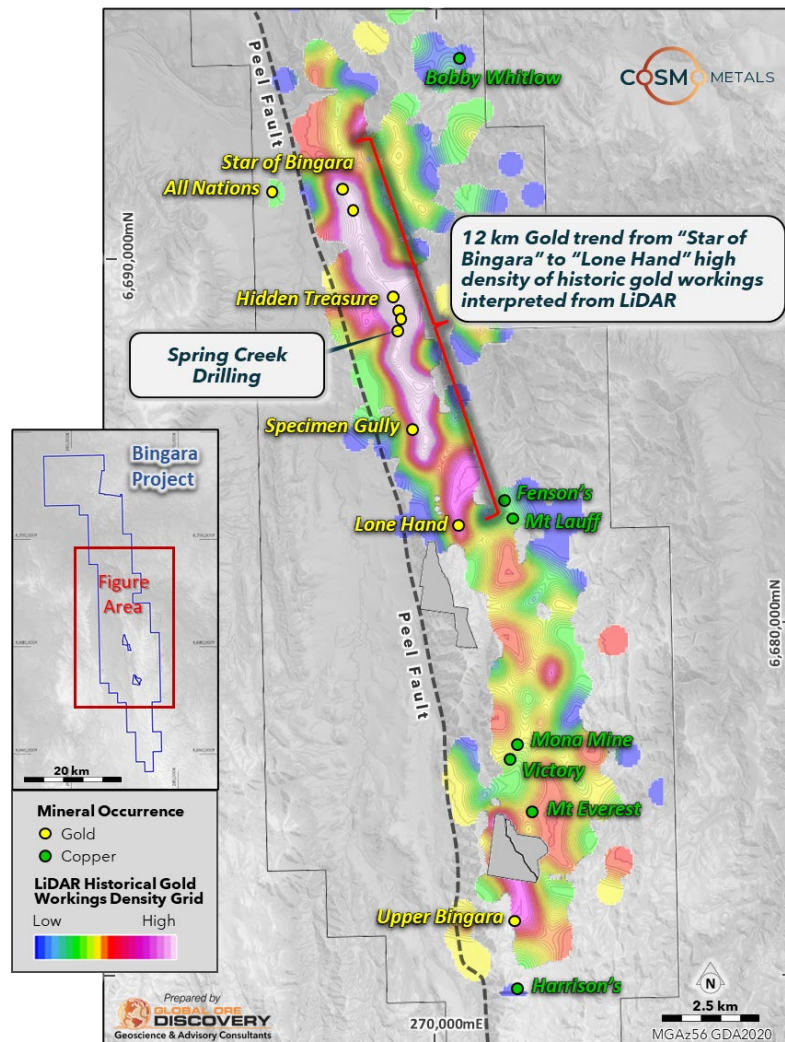 COSMO METALS
Peel Fault
Bobby Whitlow
Star of Bingara
All Nations
12 km Gold trend from “Star of
Bingara” to “Lone Hand” high
density of historic gold workings
interpreted from LiDAR
6,690,000mN
Hidden Treasure
Spring Creek
Drilling
Specimen Gully
Fenson's
Mt Lauff
Lone Hand
Bingara
Project
Figure
Area
20 km
Peel Fault
6,680,000mN
Mona Mine
Victory
Mt Everest
Mineral Occurrence
Gold
Copper
LiDAR Historical Gold
Workings Density Grid
Low High
Upper Bingara
Harrison's
N
2.5 km
MGAz56 GDA2020
270,000mE
Prepared by
GLOBAL ORE
DISCOVERY
Geoscience & Advisory Consultants